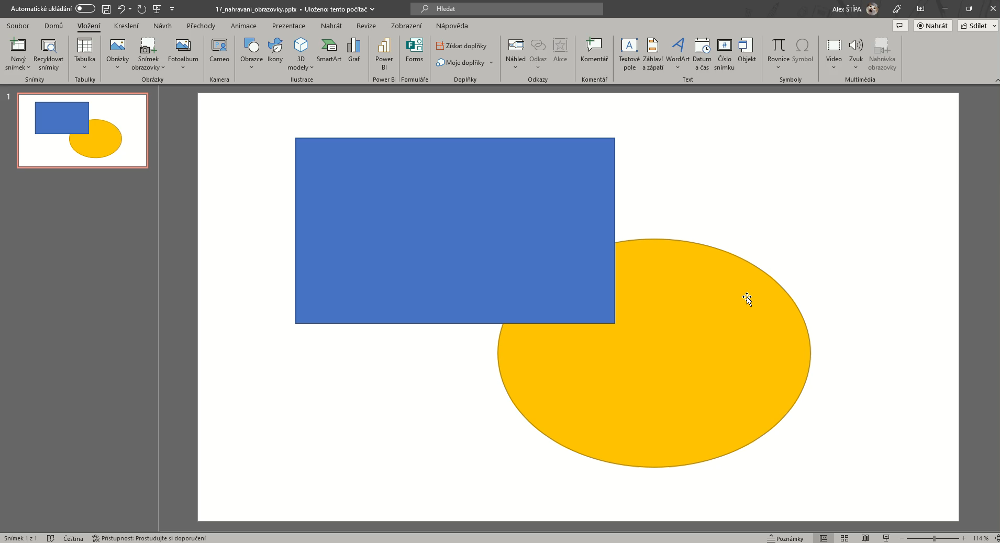 Automatické ukládání
17_nahravani_obrazovky.pptx • Uloženo: tento počítač
Hledat
Alex ŠTÍPA
Soubor Domů Vložení Kreslení Návrh Přechody Animace Prezentace Nahrát Revize Zobrazení Nápověda
Nahrát
Sdílet
Nový snímek
Recyklovat snímky
Snímky
Tabulka
Tabulky
Obrázky
Snímek obrazovky
Fotoalbum
Obrázky
Cameo
Kamera
Obrazce
Ikony
3D modely
SmartArt
Graf
Ilustrace
Power BI
Power BI
Forms
Formuláře
Získat doplňky
Moje doplňky
Doplňky
Náhled
Odkaz
Akce
Odkazy
Komentář
Komentář
Textové pole
Záhlaví a zápatí
WordArt
Datum a čas
Číslo snímku
Objekt
Text
Rovnice
Symbol
Symboly
Video
Zvuk
Nahrávka obrazovky
Multimédia
1
Snímek 1 z 1
Čeština
Přístupnost: Prostudujte si doporučení
Poznámky
114 %